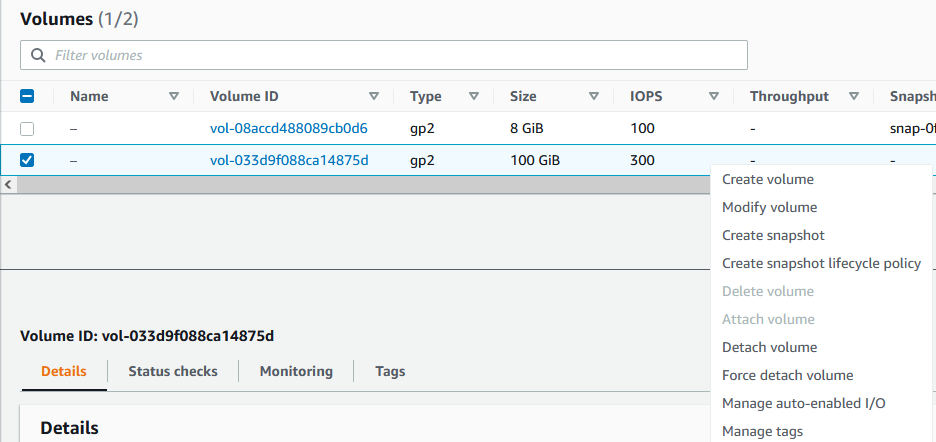 Volumes (1/2)
Filter volumes
Name Volume ID Type Size IOPS Throughput Snapsh
– vol-08accd488089cb0d6 gp2 8 GiB 100 - snap-0f
– vol-033d9f088ca14875d gp2 100 GiB 300 - -
Create volume
Modify volume
Create snapshot
Create snapshot lifecycle policy
Delete volume
Attach volume
Detach volume
Force detach volume
Manage auto-enabled I/O
Manage tags
Volume ID: vol-033d9f088ca14875d
Details Status checks Monitoring Tags
Details